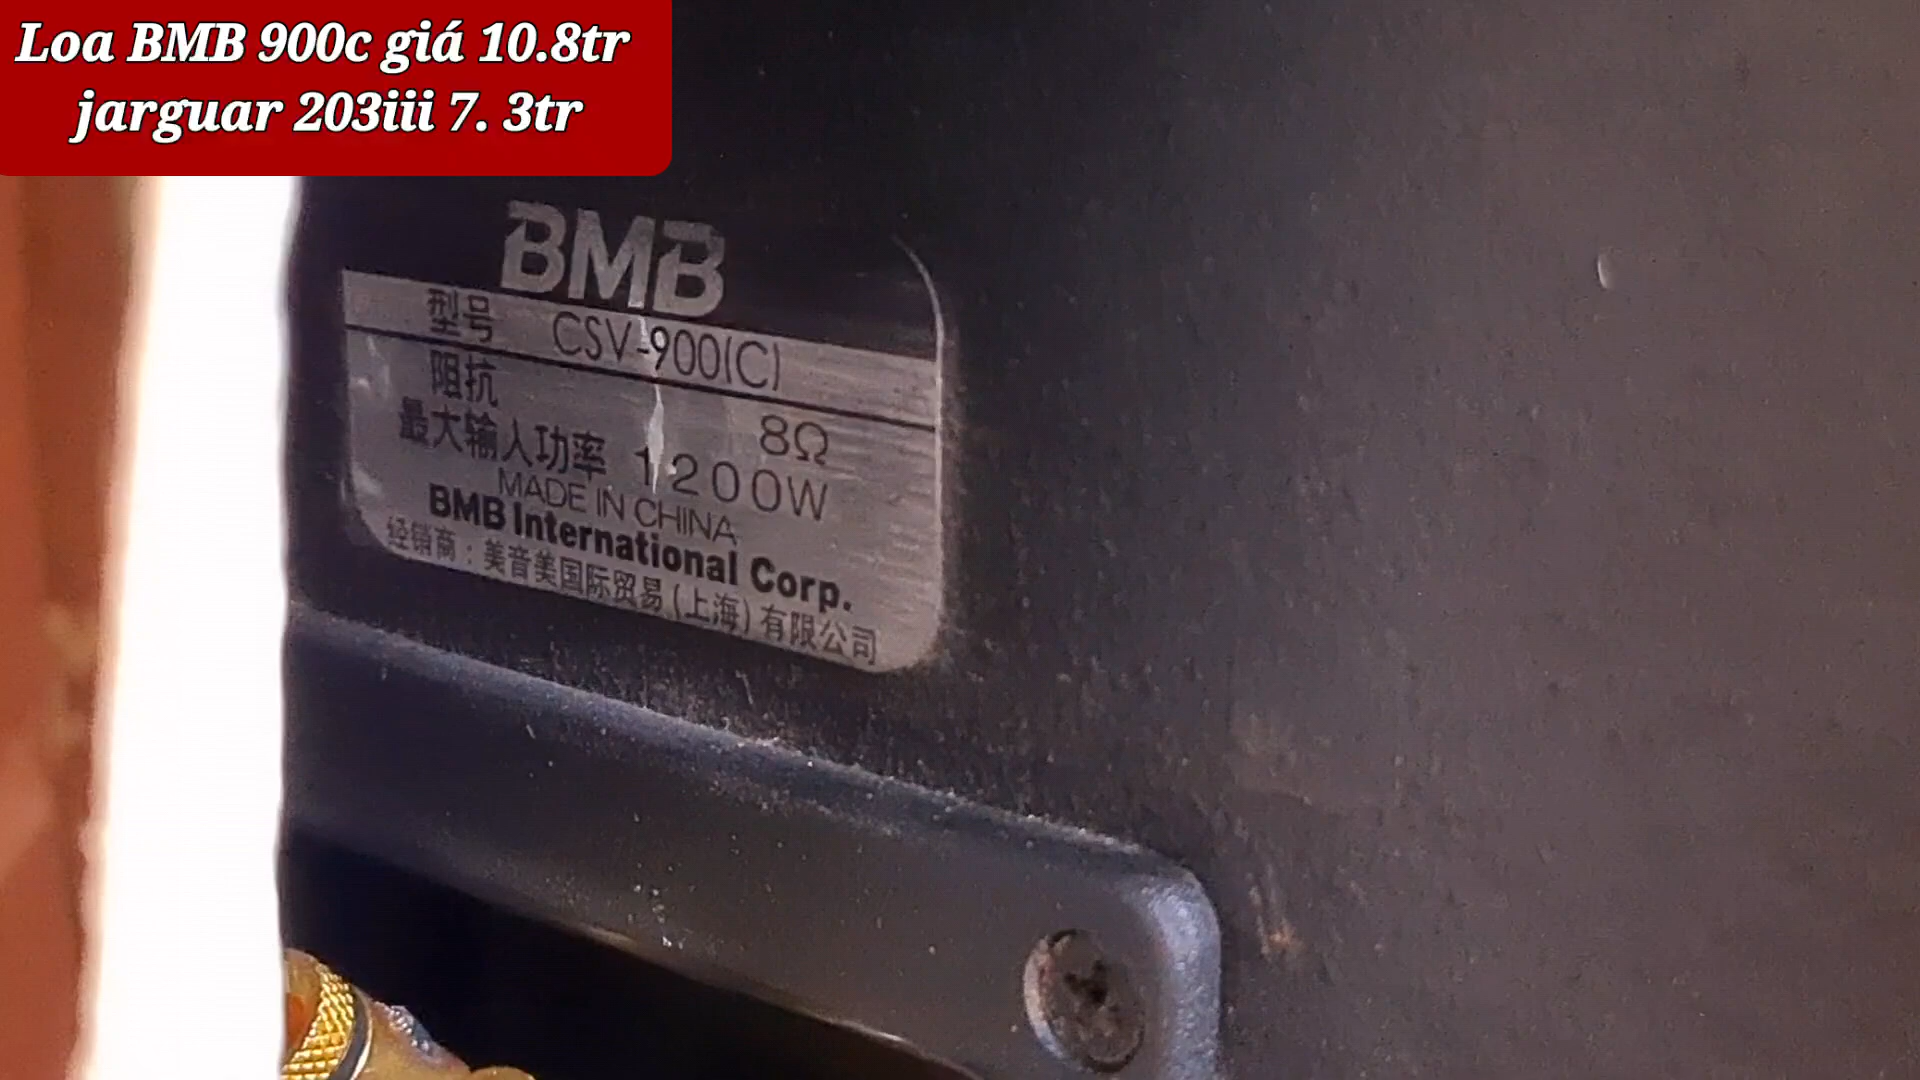 Loa BMB 900c giá 10.8tr
jarguar 203iii 7. 3tr
BMB
型号 CSV-900(C)
阻抗 8Ω
最大输入功率 1200W
MADE IN CHINA
BMB International Corp.
经销商：美音美国际贸易(上海)有限公司